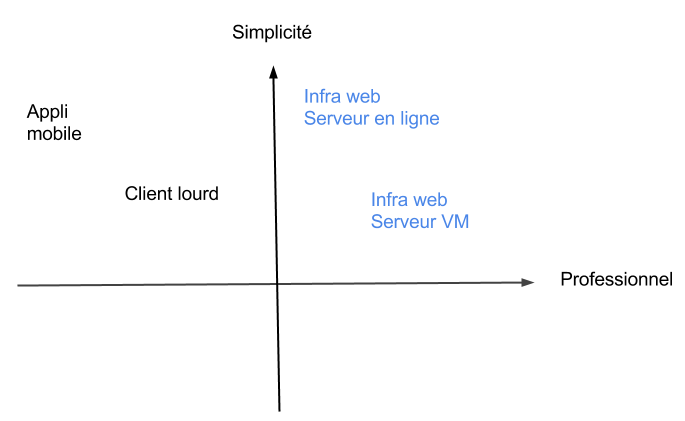 Simplicité
Infra web
Serveur en ligne
Appli
mobile
Client lourd
Infra web
Serveur VM
Professionnel